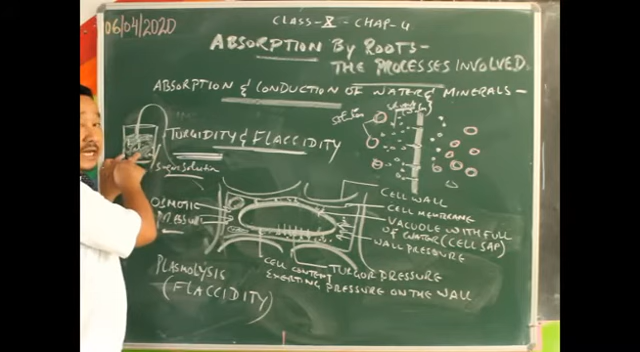 06/04/2020
CLASS-X - CHAP-4
ABSORPTION By ROOTS-
THE PROCESSES INVOLVED.
ABSORPTION & CONDUCTION OF WATER & MINERALS-
TURGIDITY & FLACCIDITY
Sugar Solution
OSMOTIC
PRESSURE
CELL WALL
CELL MEMBRANE
VACUOLE WITH FULL
OF WATER (CELL SAP)
WALL PRESSURE
PLASMOLYSIS
(FLACCIDITY)
TURGOR PRESSURE
CELL CONTENT
EXERTING PRESSURE ON THE WALL